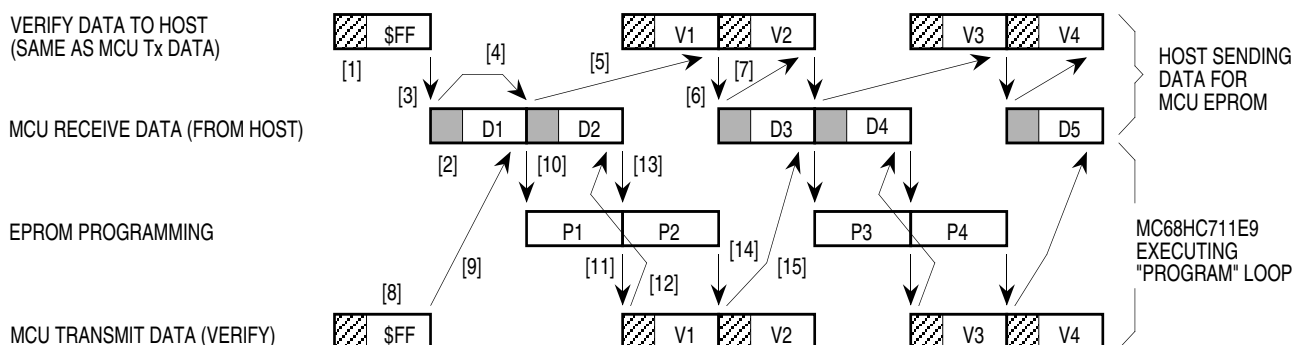 VERIFY DATA TO HOST
(SAME AS MCU Tx DATA)
$FF
V1
V2
V3
V4
[1]
[3]
[4]
[5]
[6]
[7]
HOST SENDING
DATA FOR
MCU EPROM
MCU RECEIVE DATA (FROM HOST)
D1
D2
D3
D4
D5
[2]
[10]
[13]
EPROM PROGRAMMING
P1
P2
P3
P4
MC68HC711E9
EXECUTING
"PROGRAM" LOOP
[8]
[9]
[11]
[12]
[14]
[15]
MCU TRANSMIT DATA (VERIFY)
$FF
V1
V2
V3
V4